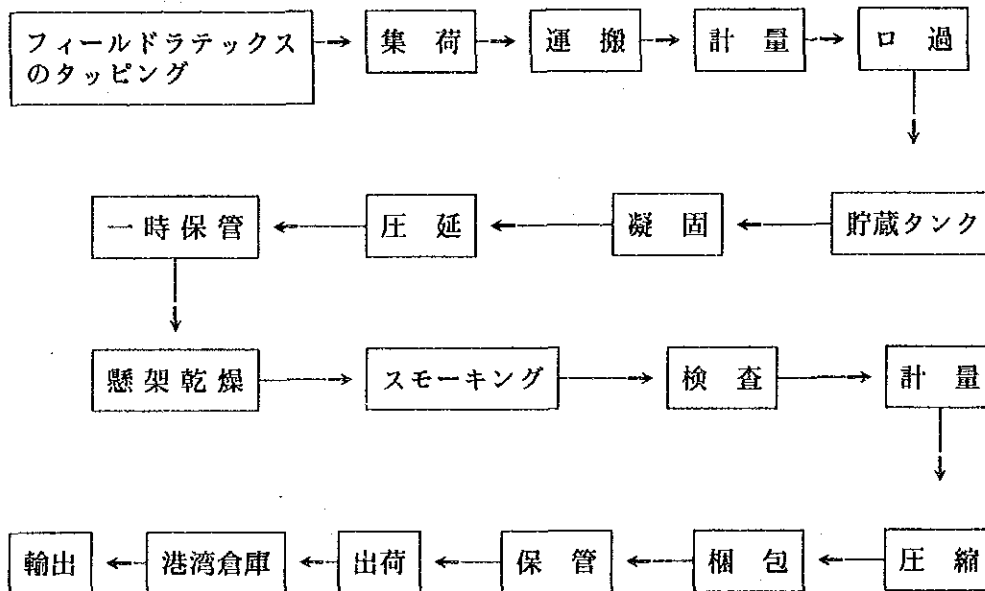 フィールドラテックス
のタッピング
集荷
運搬
計量
ロ過
貯蔵タンク
凝固
圧延
一時保管
懸架乾燥
スモーキング
検査
計量
圧縮
梱包
保管
出荷
港湾倉庫
輸出